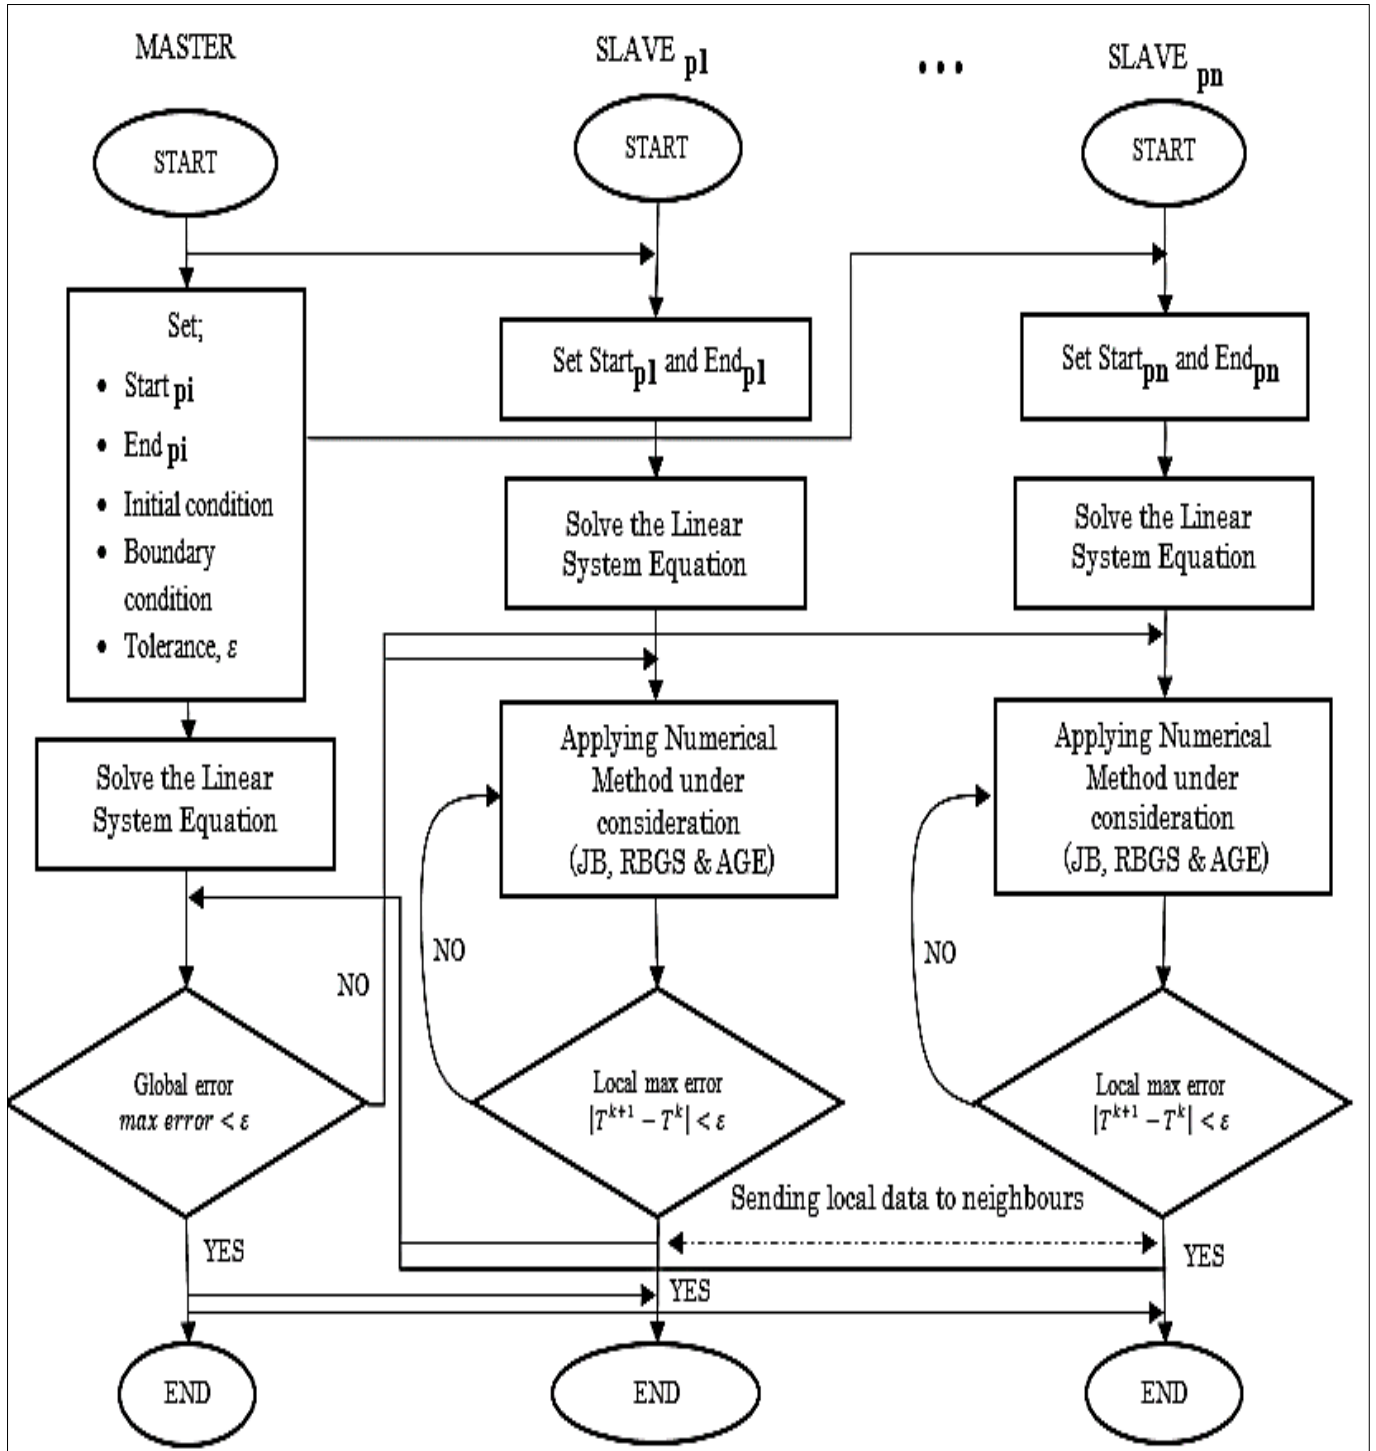 MASTER
START
Set;
• Start pi
• End pi
• Initial condition
• Boundary
condition
• Tolerance, ε
Solve the Linear
System Equation
NO
Global error
max error < ε
YES
END
SLAVE p1
START
Set Start p1 and End p1
Solve the Linear
System Equation
Applying Numerical
Method under
consideration
(JB, RBGS & AGE)
NO
Local max error
|T^{k+1} − T^k| < ε
Sending local data to neighbours
YES
END
...
SLAVE pn
START
Set Start pn and End pn
Solve the Linear
System Equation
Applying Numerical
Method under
consideration
(JB, RBGS & AGE)
NO
Local max error
|T^{k+1} − T^k| < ε
YES
END